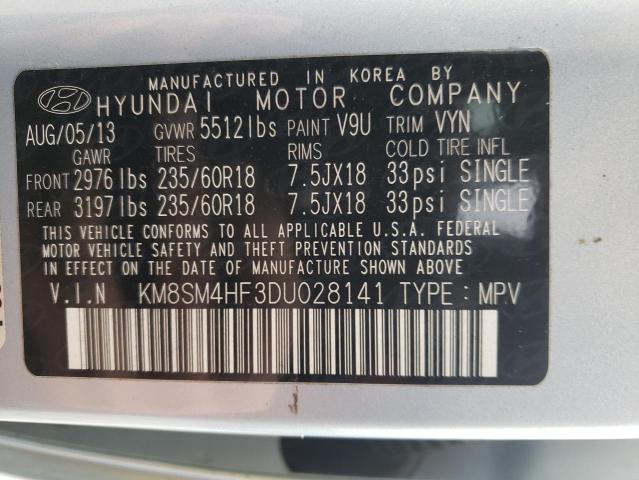 MANUFACTURED IN KOREA BY
HYUNDAI MOTOR COMPANY
AUG/05/13 GVWR 5512lbs PAINT V9U TRIM VYN
GAWR TIRES RIMS COLD TIRE INFL
FRONT 2976lbs 235/60R18 7.5JX18 33psi SINGLE
REAR 3197lbs 235/60R18 7.5JX18 33psi SINGLE
THIS VEHICLE CONFORMS TO ALL APPLICABLE U.S.A. FEDERAL
MOTOR VEHICLE SAFETY AND THEFT PREVENTION STANDARDS
IN EFFECT ON THE DATE OF MANUFACTURE SHOWN ABOVE.
V.I.N KM8SM4HF3DU028141 TYPE : MPV